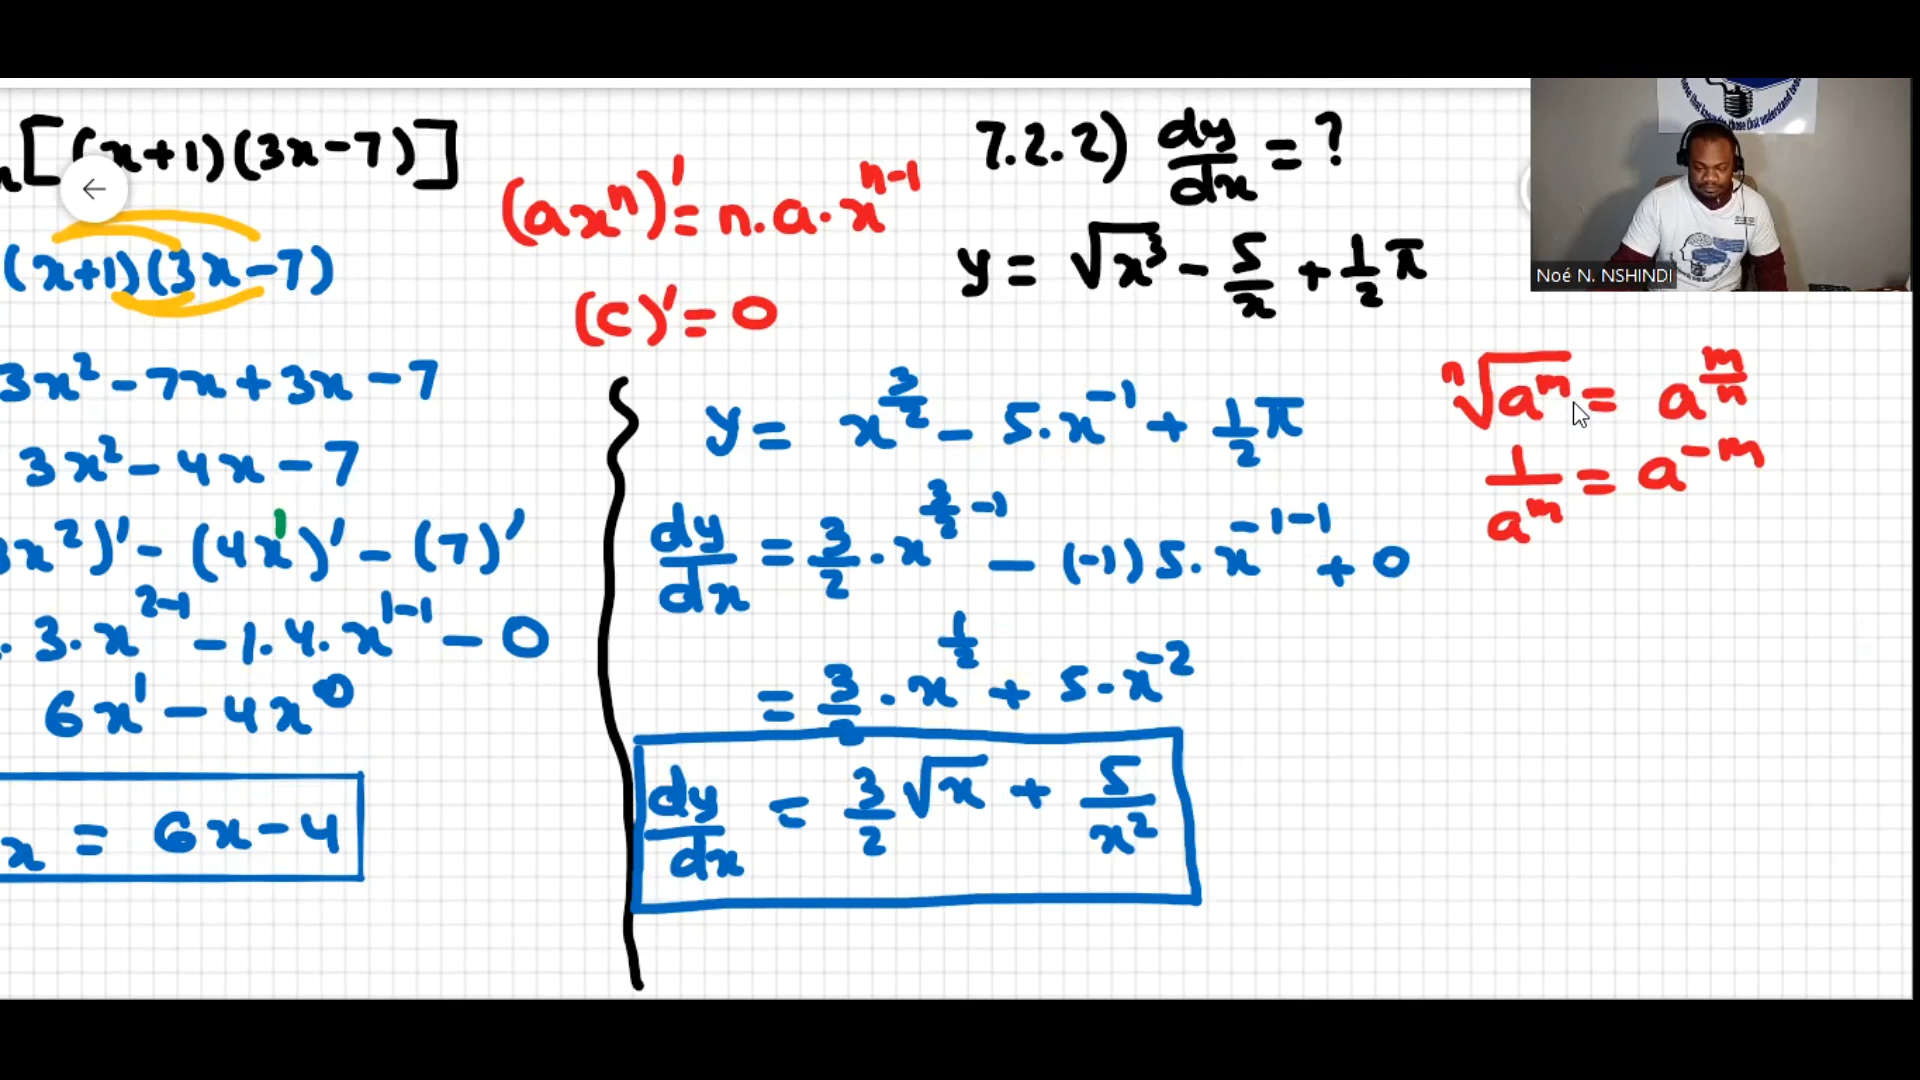 [(x+1)(3x-7)]
(x+1)(3x-7)
3x² - 7x + 3x - 7
3x² - 4x - 7
3x²)' - (4x¹)' - (7)'
. 3 . x²⁻¹ - 1 . 4 . x¹⁻¹ - 0
6x¹ - 4x⁰
x = 6x - 4
(axⁿ)' = n . a . xⁿ⁻¹
(c)' = 0
7.2.2) dy/dx = ?
y = √x³ - 5/x + 1/2 π
y = x^(3/2) - 5 . x⁻¹ + 1/2 π
dy/dx = 3/2 . x^(3/2 - 1) - (-1) 5 . x⁻¹⁻¹ + 0
= 3/2 . x^(1/2) + 5 . x⁻²
dy/dx = 3/2 √x + 5/x²
ⁿ√aᵐ = a^(m/n)
1/aᵐ = a⁻ᵐ
Noé N. NSHINDI